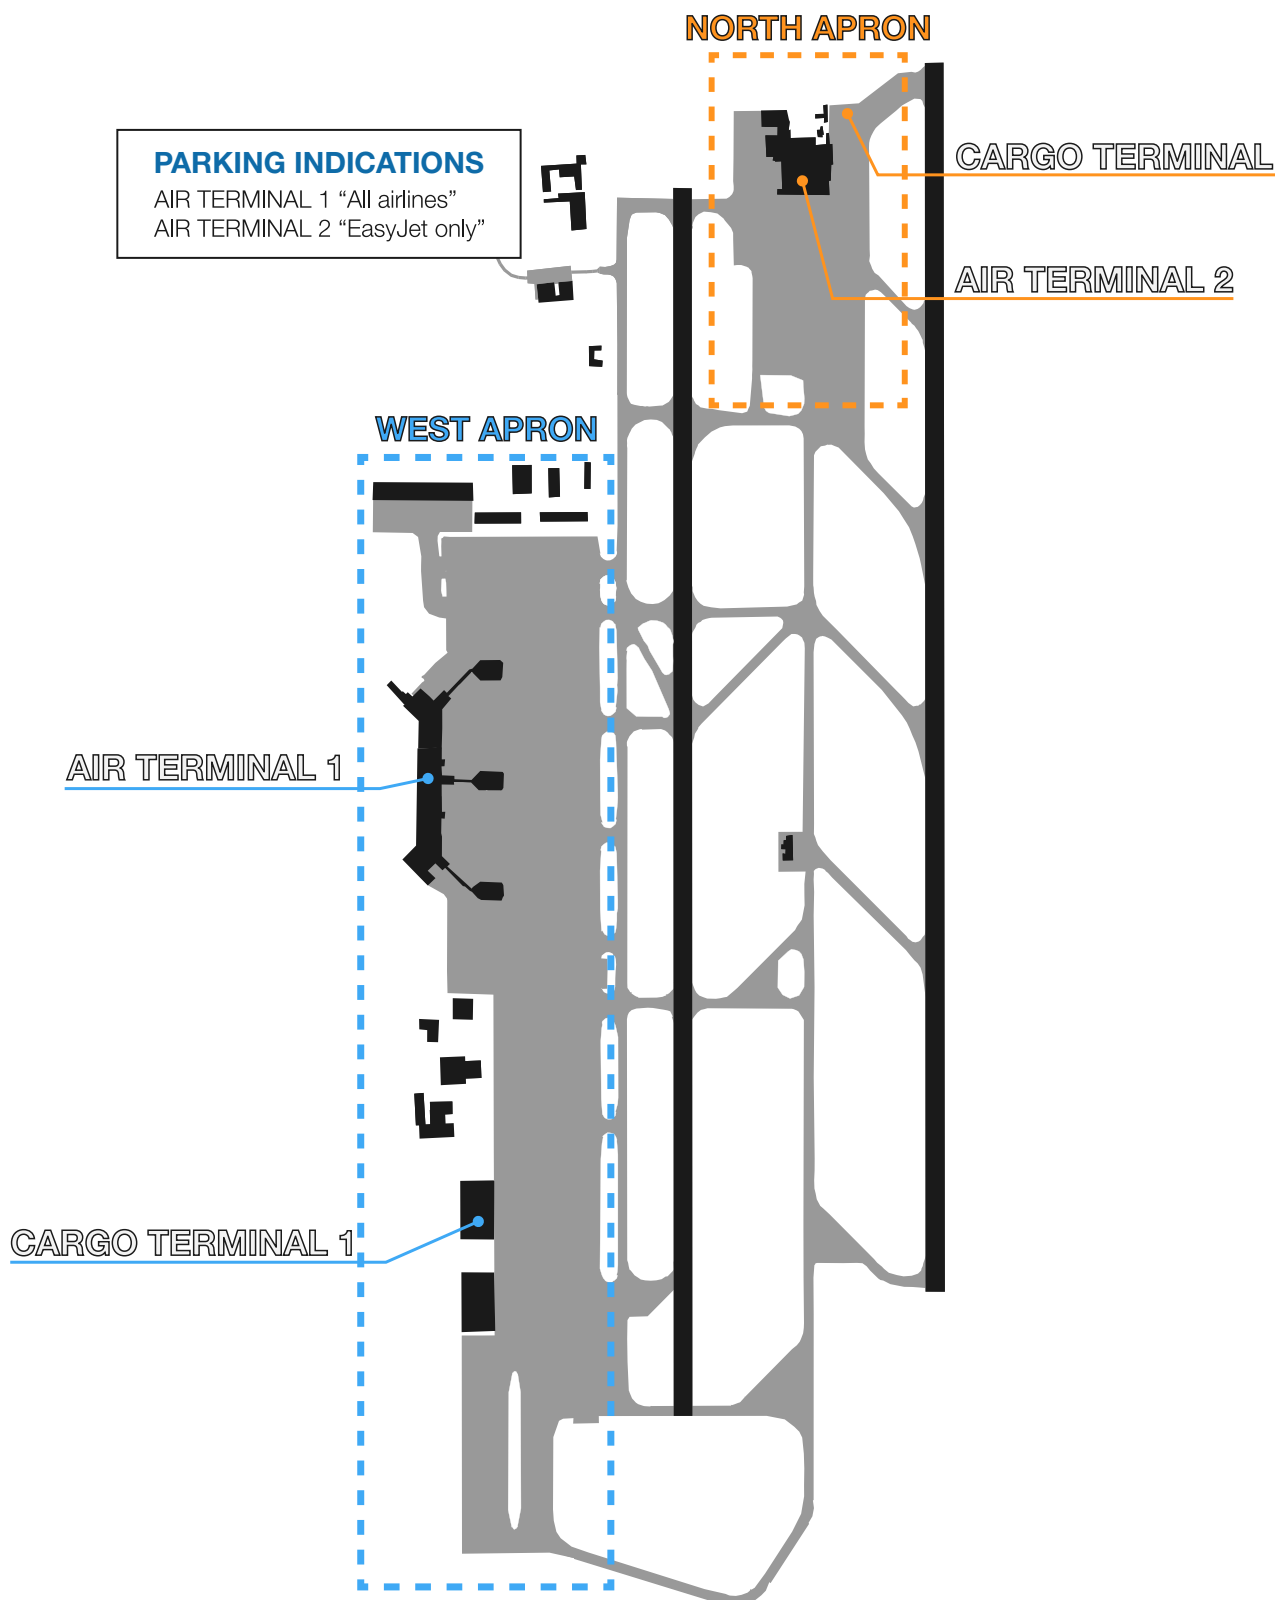 NORTH APRON
PARKING INDICATIONS
AIR TERMINAL 1 “All airlines”
AIR TERMINAL 2 “EasyJet only”
CARGO TERMINAL
AIR TERMINAL 2
WEST APRON
AIR TERMINAL 1
CARGO TERMINAL 1